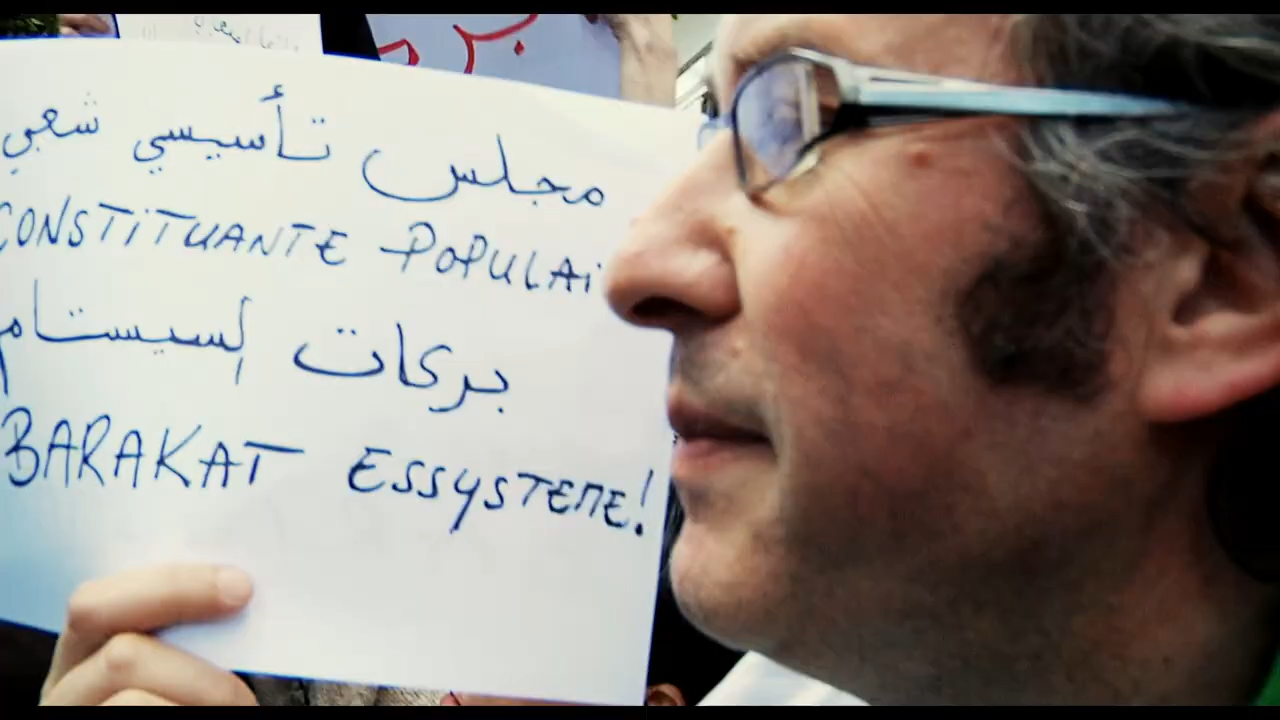 مجلس تأسيسي شعبي
CONSTITUANTE POPULAI
بركات السيستام
BARAKAT ESSYSTEME!